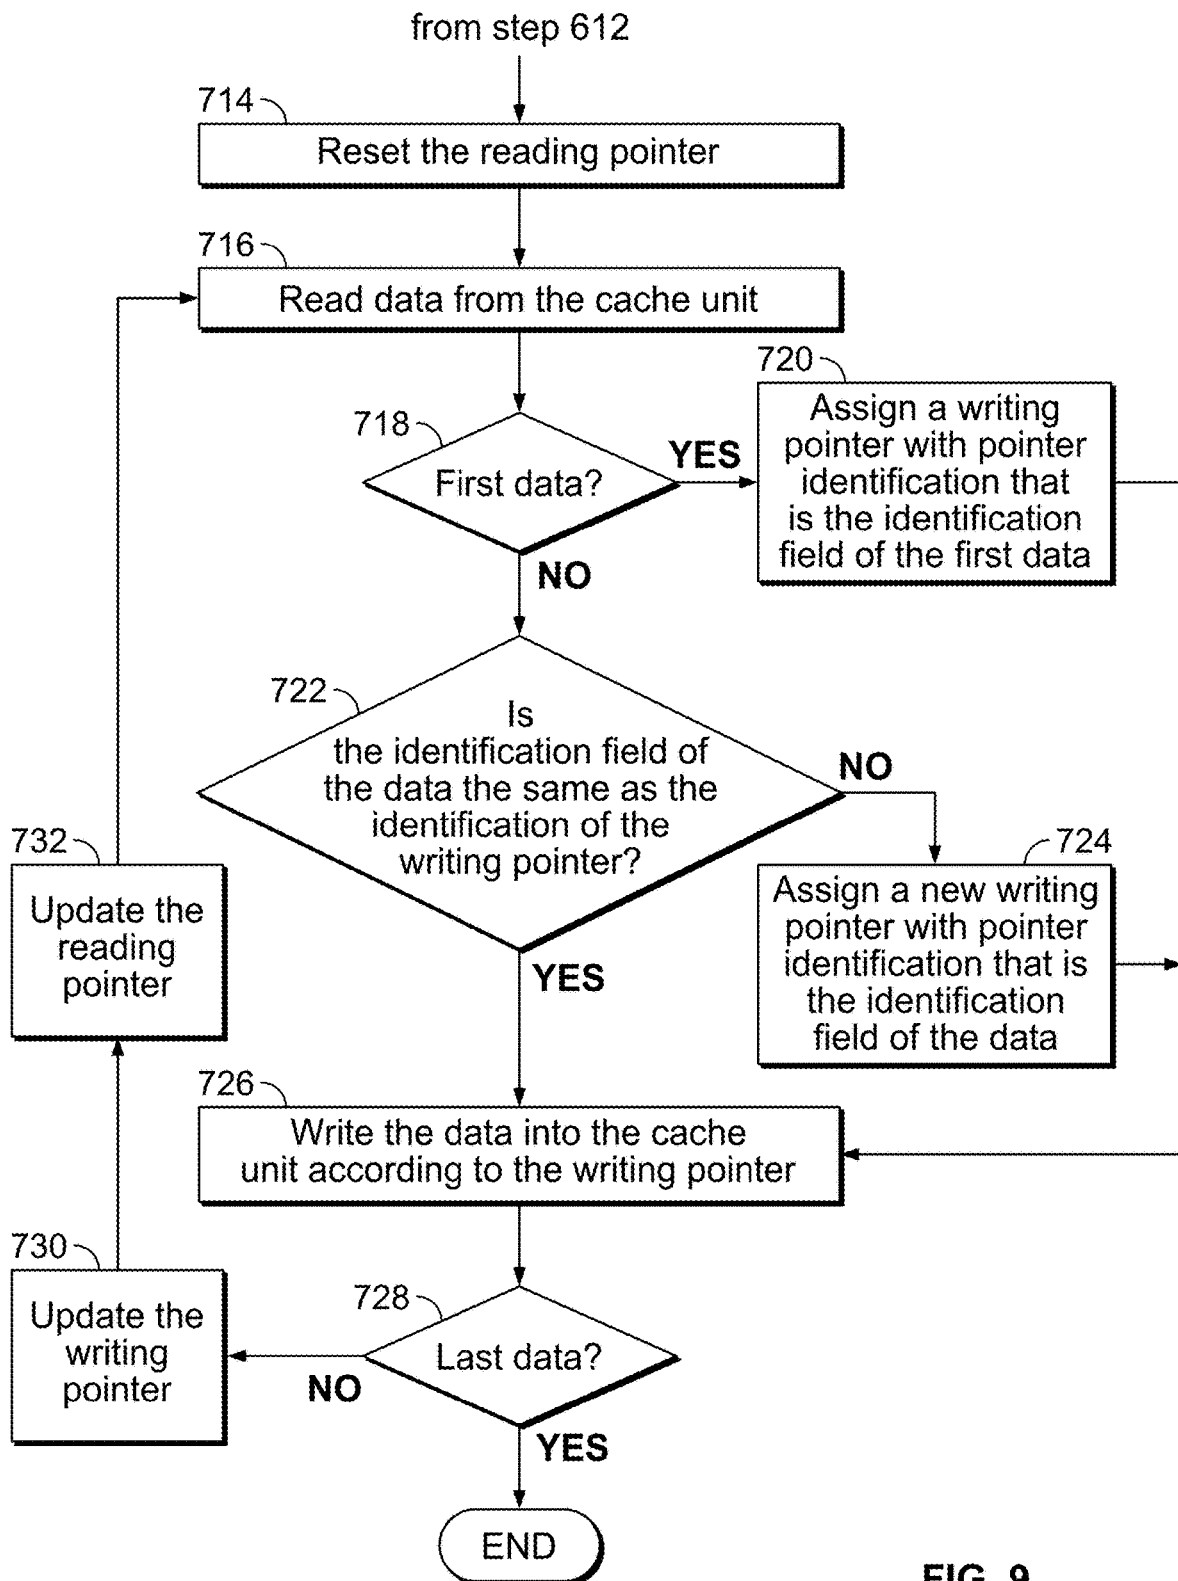 from step 612
714
Reset the reading pointer
716
Read data from the cache unit
718
First data?
YES
NO
720
Assign a writing
pointer with pointer
identification that
is the identification
field of the first data
722
Is
the identification field of
the data the same as the
identification of the
writing pointer?
NO
YES
724
Assign a new writing
pointer with pointer
identification that is
the identification
field of the data
732
Update the
reading
pointer
726
Write the data into the cache
unit according to the writing pointer
730
Update the
writing
pointer
728
Last data?
NO
YES
END
FIG. 9